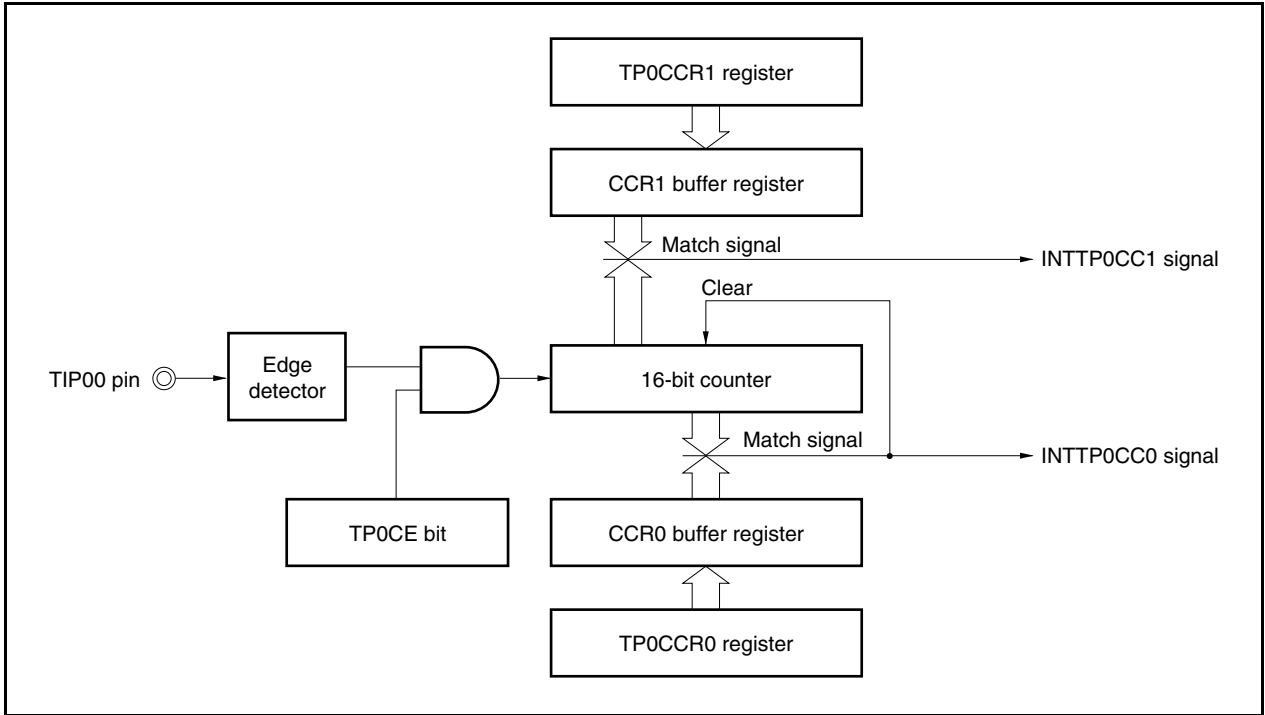 TP0CCR1 register
CCR1 buffer register
Match signal
INTTP0CC1 signal
Clear
TIP00 pin
Edge
detector
16-bit counter
Match signal
INTTP0CC0 signal
TP0CE bit
CCR0 buffer register
TP0CCR0 register